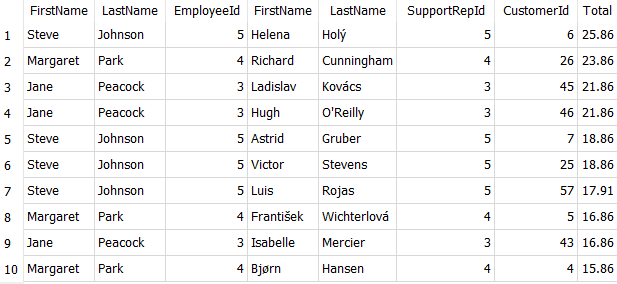 FirstName LastName EmployeeId FirstName LastName SupportRepId CustomerId Total
1 Steve Johnson 5 Helena Holý 5 6 25.86
2 Margaret Park 4 Richard Cunningham 4 26 23.86
3 Jane Peacock 3 Ladislav Kovács 3 45 21.86
4 Jane Peacock 3 Hugh O'Reilly 3 46 21.86
5 Steve Johnson 5 Astrid Gruber 5 7 18.86
6 Steve Johnson 5 Victor Stevens 5 25 18.86
7 Steve Johnson 5 Luis Rojas 5 57 17.91
8 Margaret Park 4 František Wichterlová 4 5 16.86
9 Jane Peacock 3 Isabelle Mercier 3 43 16.86
10 Margaret Park 4 Bjørn Hansen 4 4 15.86